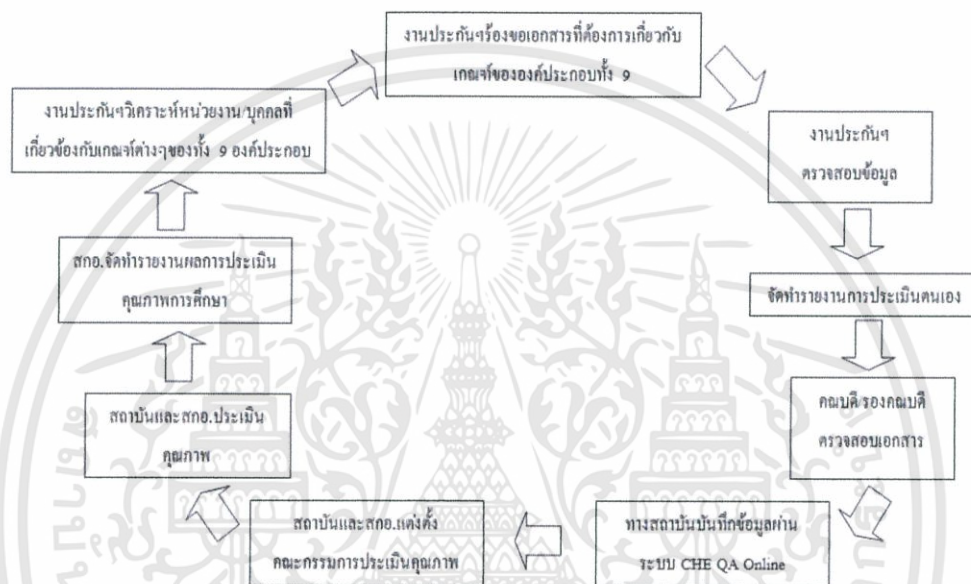 งานประกันฯร้องขอเอกสารที่ต้องการเกี่ยวกับ
เกณฑ์ขององค์ประกอบทั้ง 9
งานประกันฯ
ตรวจสอบข้อมูล
จัดทำรายงานการประเมินตนเอง
คณบดี/รองคณบดี
ตรวจสอบเอกสาร
ทางสถาบันบันทึกข้อมูลผ่าน
ระบบ CHE QA Online
สถาบันและสกอ.แต่งตั้ง
คณะกรรมการประเมินคุณภาพ
สถาบันและสกอ.ประเมิน
คุณภาพ
สกอ.จัดทำรายงานผลการประเมิน
คุณภาพการศึกษา
งานประกันฯวิเคราะห์หน่วยงาน/บุคคลที่
เกี่ยวข้องกับเกณฑ์ต่างๆของทั้ง 9 องค์ประกอบ